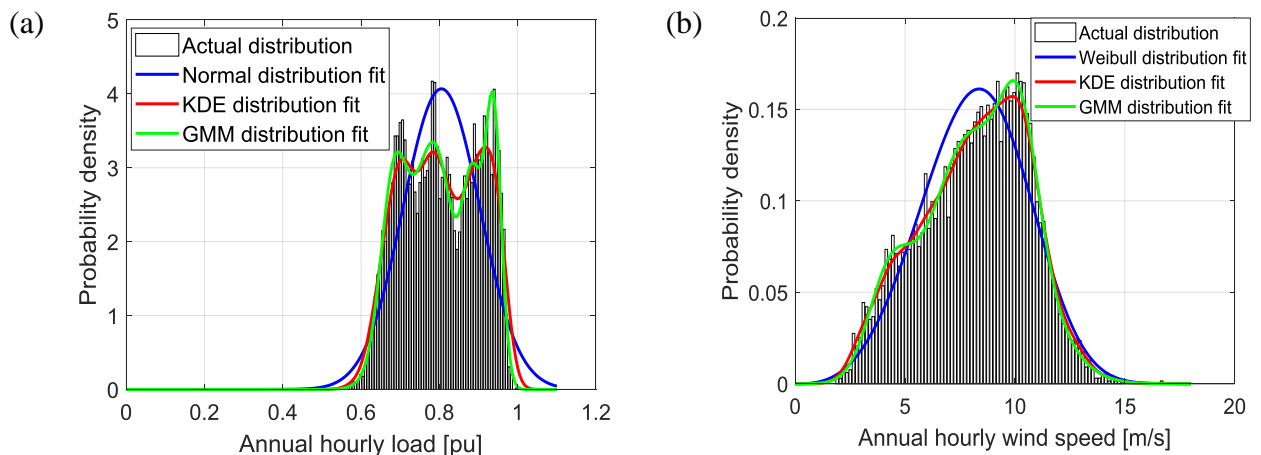 (a)
5
4
3
2
1
0
Probability density
Actual distribution
Normal distribution fit
KDE distribution fit
GMM distribution fit
0 0.2 0.4 0.6 0.8 1 1.2
Annual hourly load [pu]
(b)
0.2
0.15
0.1
0.05
0
Probability density
Actual distribution
Weibull distribution fit
KDE distribution fit
GMM distribution fit
0 5 10 15 20
Annual hourly wind speed [m/s]